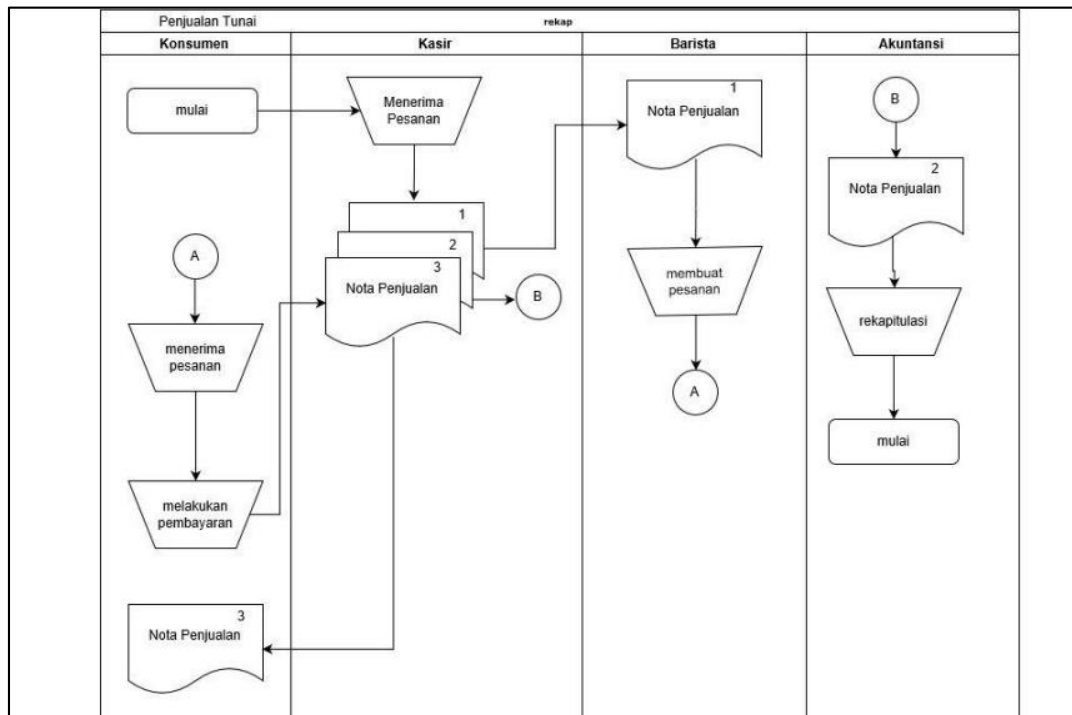 Penjualan Tunai
rekap
Konsumen
Kasir
Barista
Akuntansi
mulai
Menerima
Pesanan
1
Nota Penjualan
B
2
Nota Penjualan
1
2
3
Nota Penjualan
B
A
menerima
pesanan
membuat
pesanan
A
rekapitulasi
mulai
melakukan
pembayaran
3
Nota Penjualan